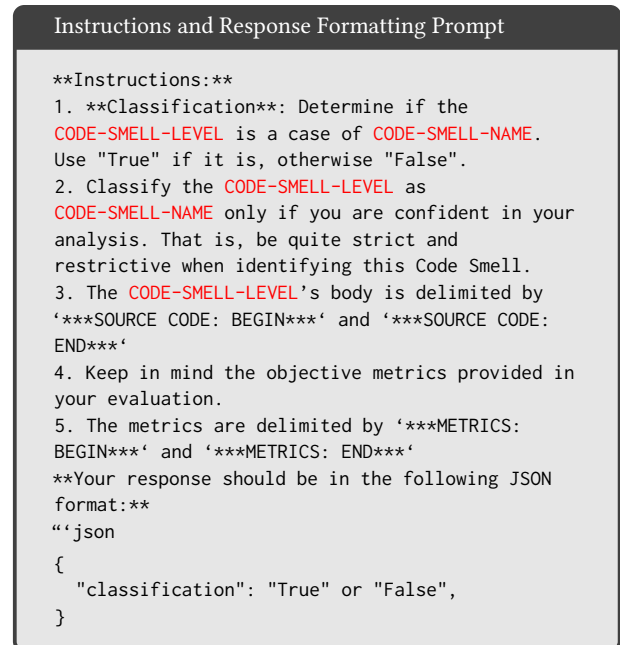 Instructions and Response Formatting Prompt
**Instructions:**
1. **Classification**: Determine if the
CODE-SMELL-LEVEL is a case of CODE-SMELL-NAME.
Use "True" if it is, otherwise "False".
2. Classify the CODE-SMELL-LEVEL as
CODE-SMELL-NAME only if you are confident in your
analysis. That is, be quite strict and
restrictive when identifying this Code Smell.
3. The CODE-SMELL-LEVEL’s body is delimited by
‘***SOURCE CODE: BEGIN***‘ and ‘***SOURCE CODE:
END***‘
4. Keep in mind the objective metrics provided in
your evaluation.
5. The metrics are delimited by ‘***METRICS:
BEGIN***‘ and ‘***METRICS: END***‘
**Your response should be in the following JSON
format:**
“‘json
{
"classification": "True" or "False",
}